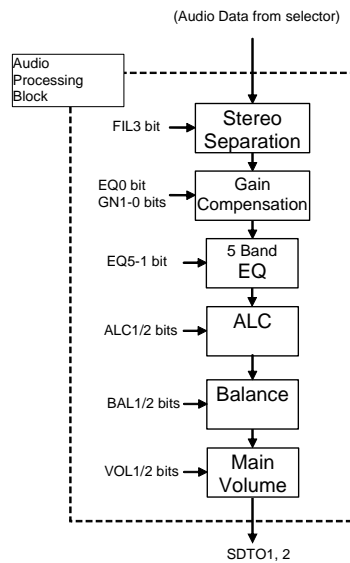 (Audio Data from selector)
Audio
Processing
Block
FIL3 bit
Stereo
Separation
EQ0 bit
GN1-0 bits
Gain
Compensation
EQ5-1 bit
5 Band
EQ
ALC1/2 bits
ALC
BAL1/2 bits
Balance
VOL1/2 bits
Main
Volume
SDTO1, 2